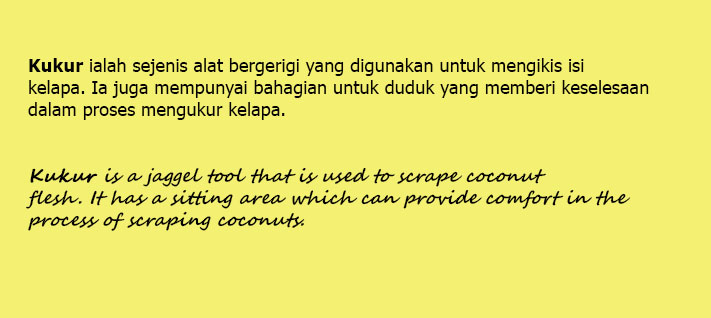 Kukur ialah sejenis alat bergerigi yang digunakan untuk mengikis isi
kelapa. Ia juga mempunyai bahagian untuk duduk yang memberi keselesaan
dalam proses mengukur kelapa.
Kukur is a jaggel tool that is used to scrape coconut
flesh. It has a sitting area which can provide comfort in the
process of scraping coconuts.